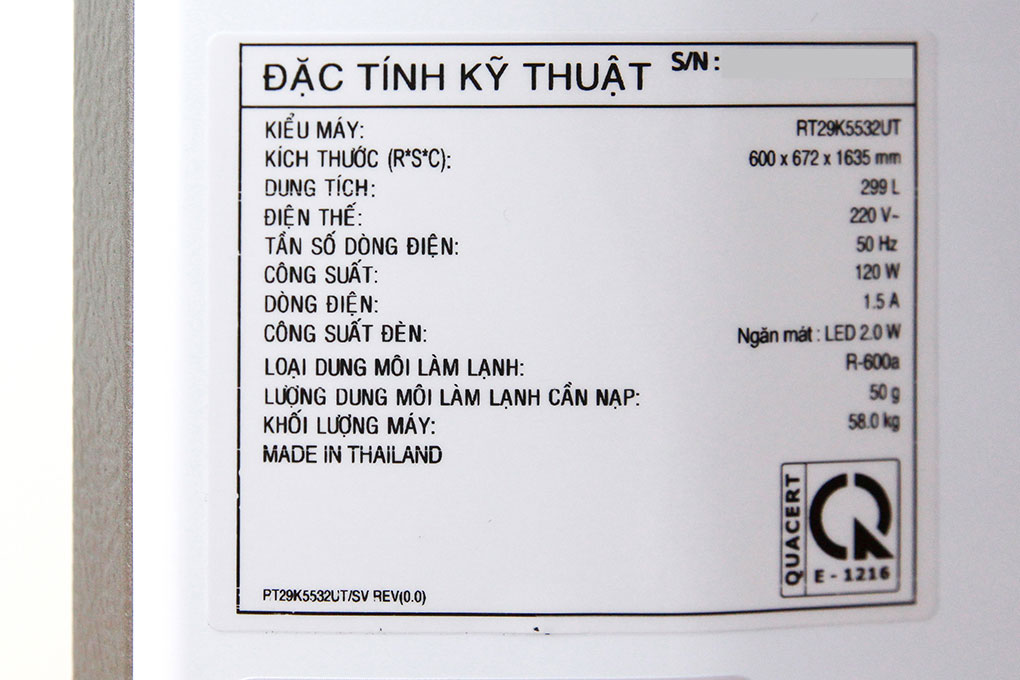 ĐẶC TÍNH KỸ THUẬT S/N:
KIỂU MÁY: RT29K5532UT
KÍCH THƯỚC (R*S*C): 600 x 672 x 1635 mm
DUNG TÍCH: 299 L
ĐIỆN THẾ: 220 V~
TẦN SỐ DÒNG ĐIỆN: 50 Hz
CÔNG SUẤT: 120 W
DÒNG ĐIỆN: 1.5 A
CÔNG SUẤT ĐÈN: Ngăn mát : LED 2.0 W
LOẠI DUNG MÔI LÀM LẠNH: R-600a
LƯỢNG DUNG MÔI LÀM LẠNH CẦN NẠP: 50 g
KHỐI LƯỢNG MÁY: 58.0 kg
MADE IN THAILAND
QUACERT
E - 1216
PT29K5532UT/SV REV(0.0)